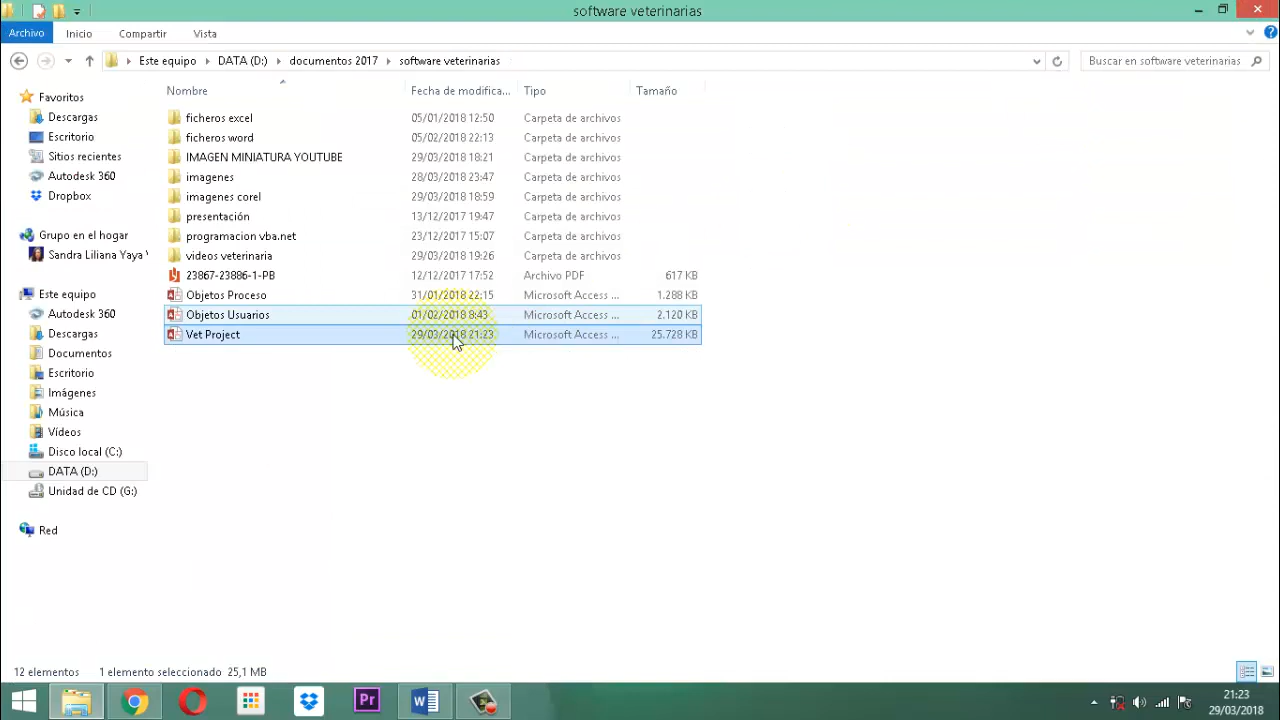 software veterinarias
Archivo Inicio Compartir Vista
Este equipo DATA (D:) documentos 2017 software veterinarias Buscar en software veterinarias
Nombre Fecha de modifica... Tipo Tamaño
Favoritos
Descargas
Escritorio
Sitios recientes
Autodesk 360
Dropbox
Grupo en el hogar
Sandra Liliana Yaya
Este equipo
Autodesk 360
Descargas
Documentos
Escritorio
Imágenes
Música
Vídeos
Disco local (C:)
DATA (D:)
Unidad de CD (G:)
Red
ficheros excel 05/01/2018 12:50 Carpeta de archivos
ficheros word 05/02/2018 22:13 Carpeta de archivos
IMAGEN MINIATURA YOUTUBE 29/03/2018 18:21 Carpeta de archivos
imagenes 28/03/2018 23:47 Carpeta de archivos
imagenes corel 29/03/2018 18:59 Carpeta de archivos
presentación 13/12/2017 19:47 Carpeta de archivos
programacion vba.net 23/12/2017 15:07 Carpeta de archivos
videos veterinaria 29/03/2018 19:26 Carpeta de archivos
23867-23886-1-PB 12/12/2017 17:52 Archivo PDF 617 KB
Objetos Proceso 31/01/2018 22:15 Microsoft Access ... 1.288 KB
Objetos Usuarios 01/02/2018 8:43 Microsoft Access ... 2.120 KB
Vet Project 29/03/2018 21:23 Microsoft Access ... 25.728 KB
12 elementos 1 elemento seleccionado 25,1 MB
Pr
21:23
29/03/2018